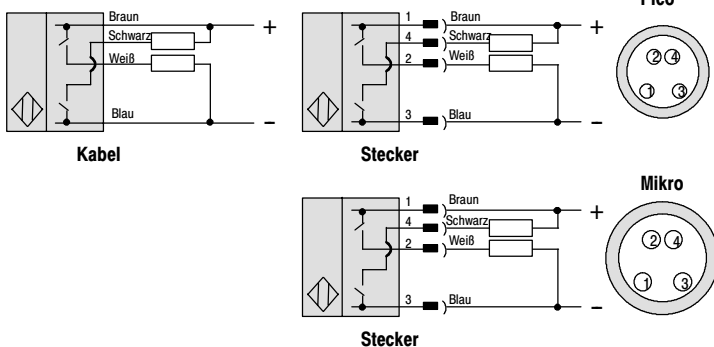 Pico
Braun
+
Schwarz
Weiß
Blau
–
Kabel
1 Braun
+
4 Schwarz
2 Weiß
3 Blau
–
Stecker
2 4
1 3
Mikro
1 Braun
+
4 Schwarz
2 Weiß
3 Blau
–
Stecker
2 4
1 3